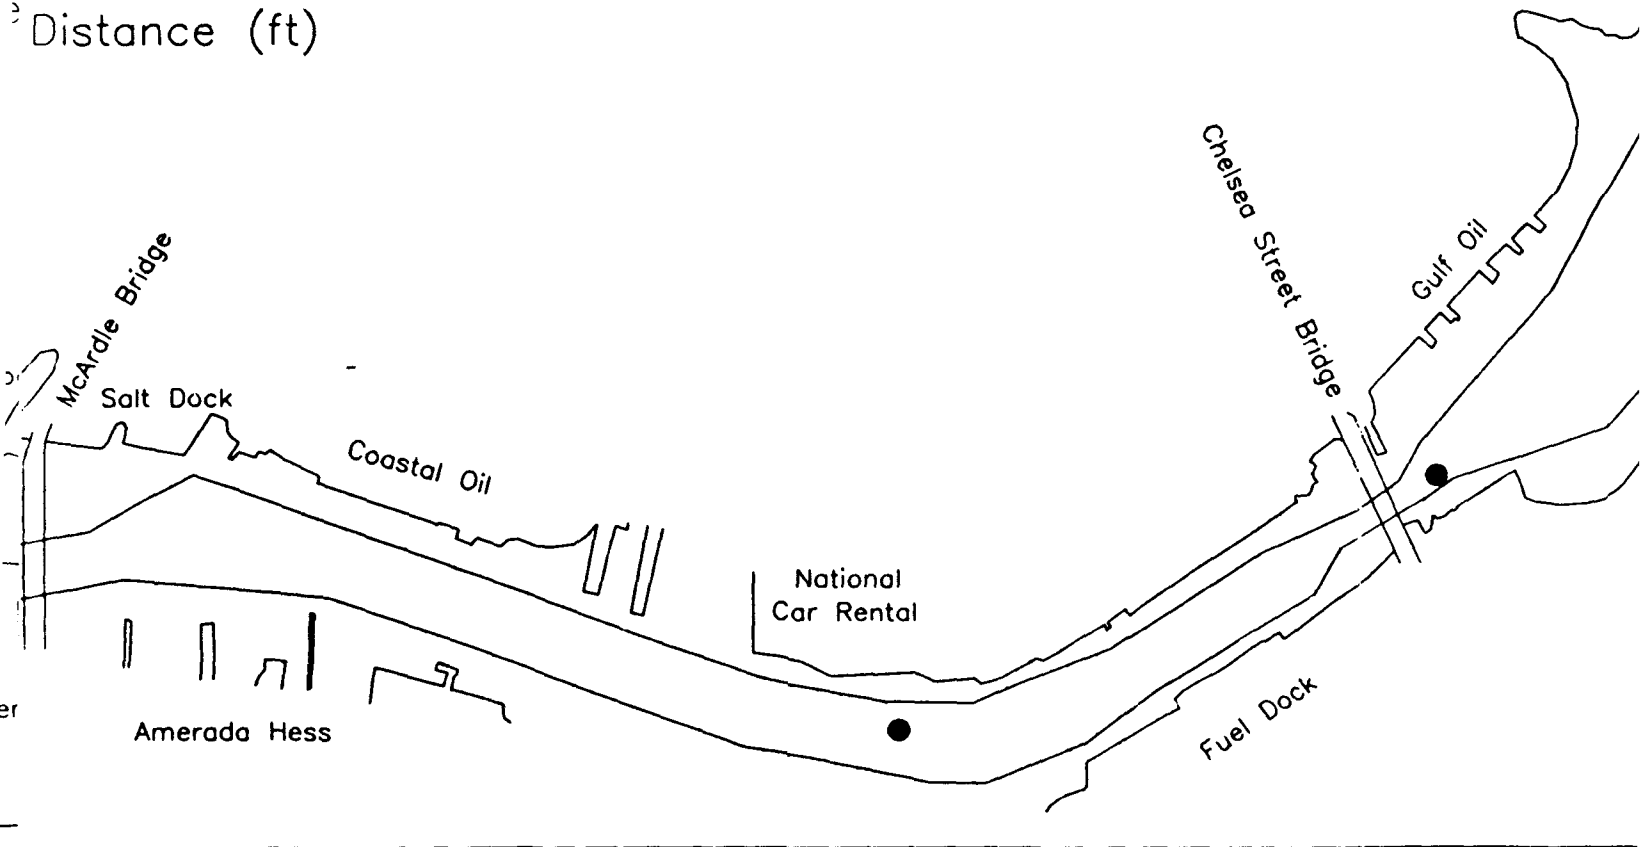 Distance (ft)
McArdle Bridge
Salt Dock
Coastal Oil
Chelsea Street Bridge
Gulf Oil
National
Car Rental
Amerada Hess
Fuel Dock
er